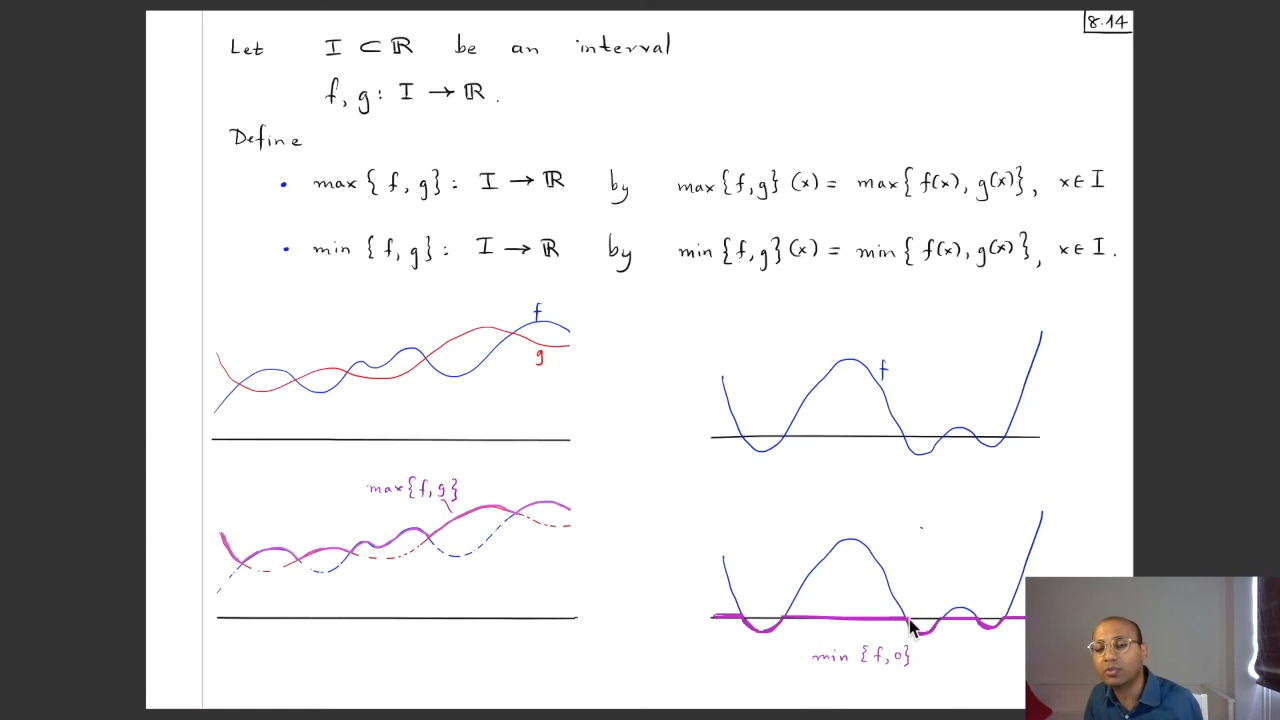 8.14
Let I ⊂ ℝ be an interval
f, g: I → ℝ.
Define
• max{ f, g}: I → ℝ by max{f,g} (x) = max{ f(x), g(x)}, x ∈ I
• min { f, g}: I → ℝ by min{f,g}(x) = min{ f(x), g(x)}, x ∈ I.
f
g
f
max{f,g}
min {f,0}